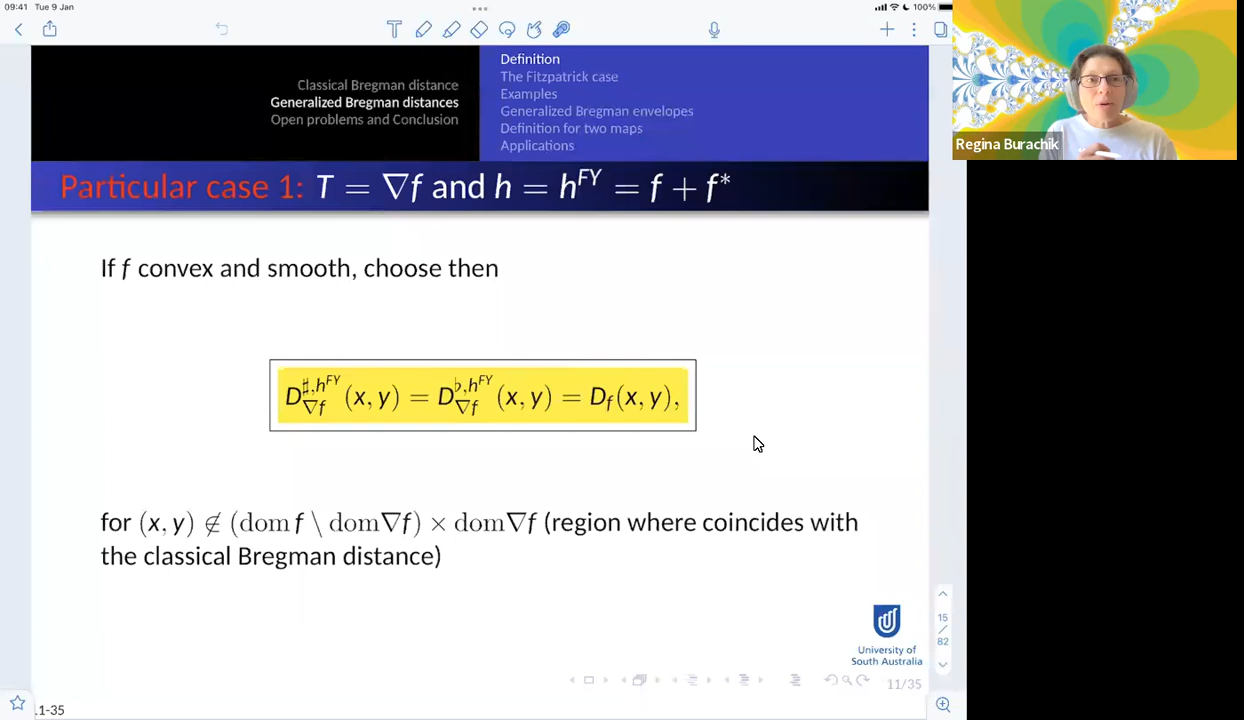 09:41 Tue 9 Jan
100%
Classical Bregman distance
Generalized Bregman distances
Open problems and Conclusion
Definition
The Fitzpatrick case
Examples
Generalized Bregman envelopes
Definition for two maps
Applications
Regina Burachik
Particular case 1: T = ∇f and h = h^{FY} = f + f*
If f convex and smooth, choose then
D_{∇f}^{♯,h^{FY}}(x, y) = D_{∇f}^{♭,h^{FY}}(x, y) = D_f(x, y),
for (x, y) ∉ (dom f \ dom∇f) × dom∇f (region where coincides with
the classical Bregman distance)
University of
South Australia
15
/
82
11/35
.1-35